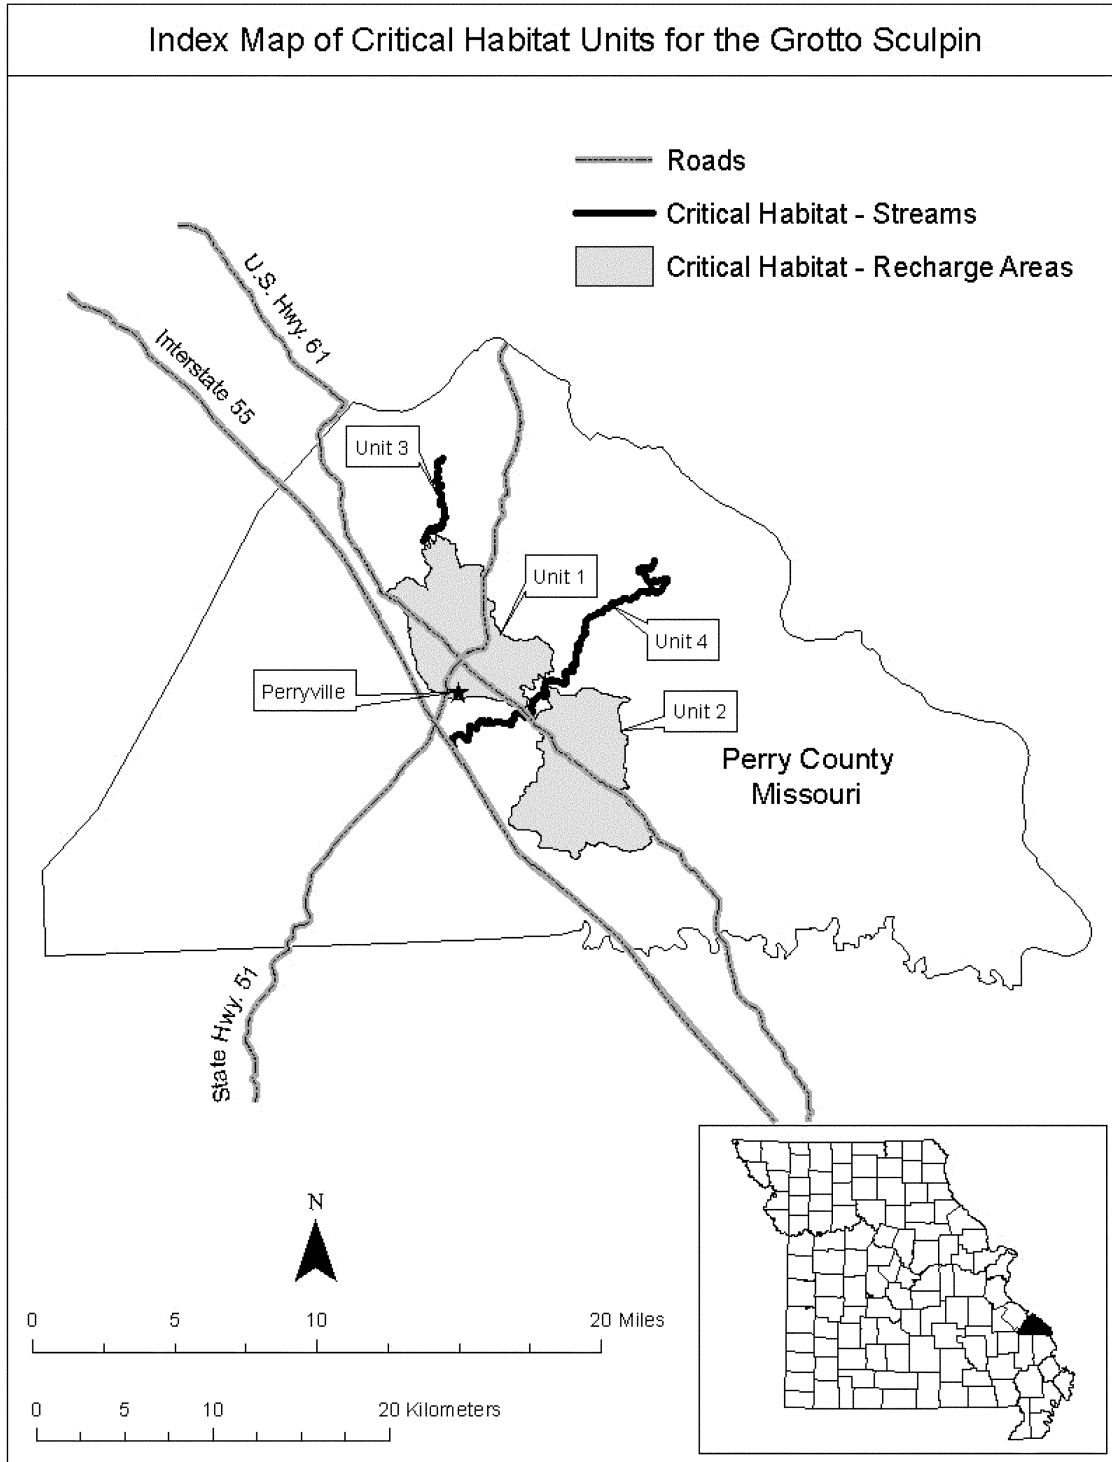 Index Map of Critical Habitat Units for the Grotto Sculpin
Roads
Critical Habitat - Streams
Critical Habitat - Recharge Areas
U.S. Hwy. 61
Interstate 55
Unit 3
Unit 1
Unit 4
Perryville
Unit 2
Perry County
Missouri
State Hwy. 51
N
0 5 10 20 Miles
0 5 10 20 Kilometers